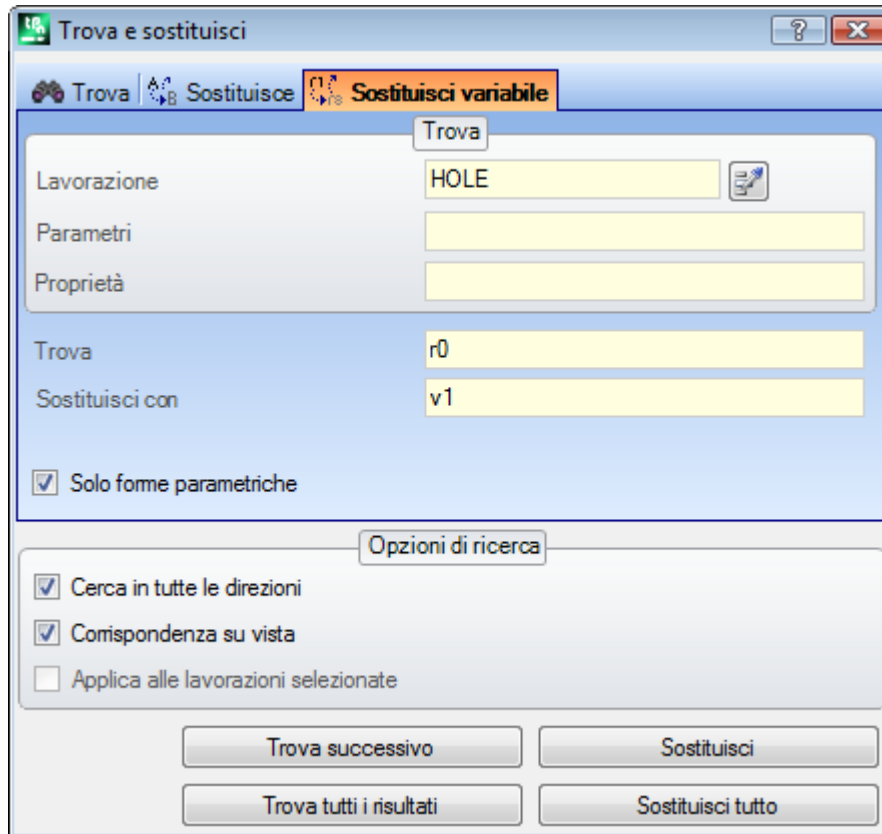 Trova e sostituisci
Trova Sostituisce Sostituisci variabile
Trova
Lavorazione HOLE
Parametri
Proprietà
Trova r0
Sostituisci con v1
Solo forme parametriche
Opzioni di ricerca
Cerca in tutte le direzioni
Corrispondenza su vista
Applica alle lavorazioni selezionate
Trova successivo Sostituisci
Trova tutti i risultati Sostituisci tutto